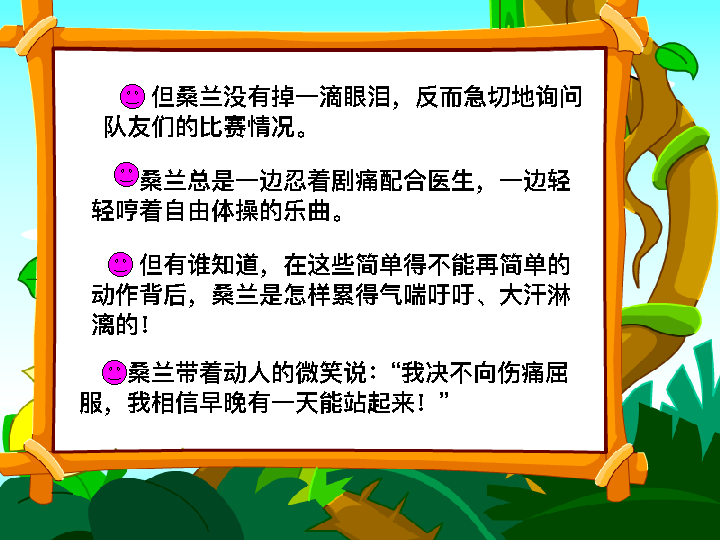 但桑兰没有掉一滴眼泪，反而急切地询问
队友们的比赛情况。
桑兰总是一边忍着剧痛配合医生，一边轻
轻哼着自由体操的乐曲。
但有谁知道，在这些简单得不能再简单的
动作背后，桑兰是怎样累得气喘吁吁、大汗淋
漓的！
桑兰带着动人的微笑说：“我决不向伤痛屈
服，我相信早晚有一天能站起来！”